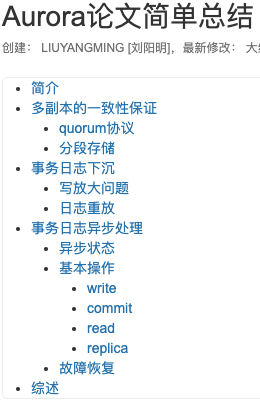 Aurora论文简单总结
创建： LIUYANGMING [刘阳明]，最新修改： 大约
简介
多副本的一致性保证
quorum协议
分段存储
事务日志下沉
写放大问题
日志重放
事务日志异步处理
异步状态
基本操作
write
commit
read
replica
故障恢复
综述